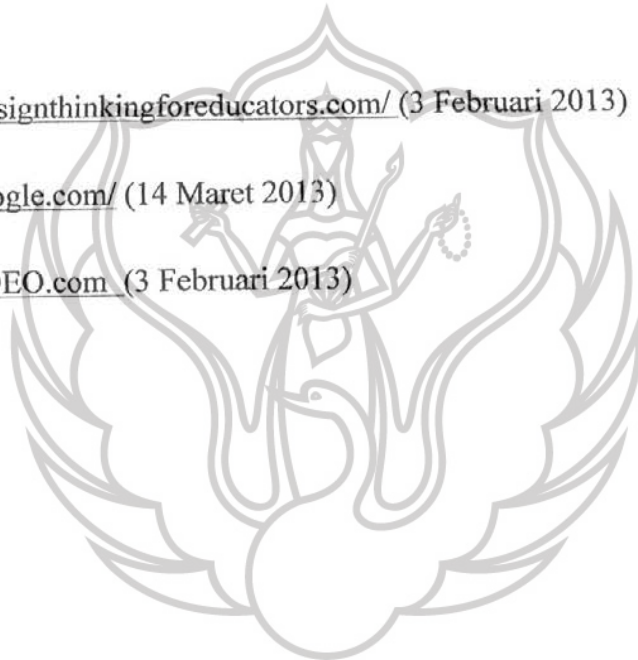 signthinkingforeducators.com/ (3 Februari 2013)
ogle.com/ (14 Maret 2013)
EO.com (3 Februari 2013)